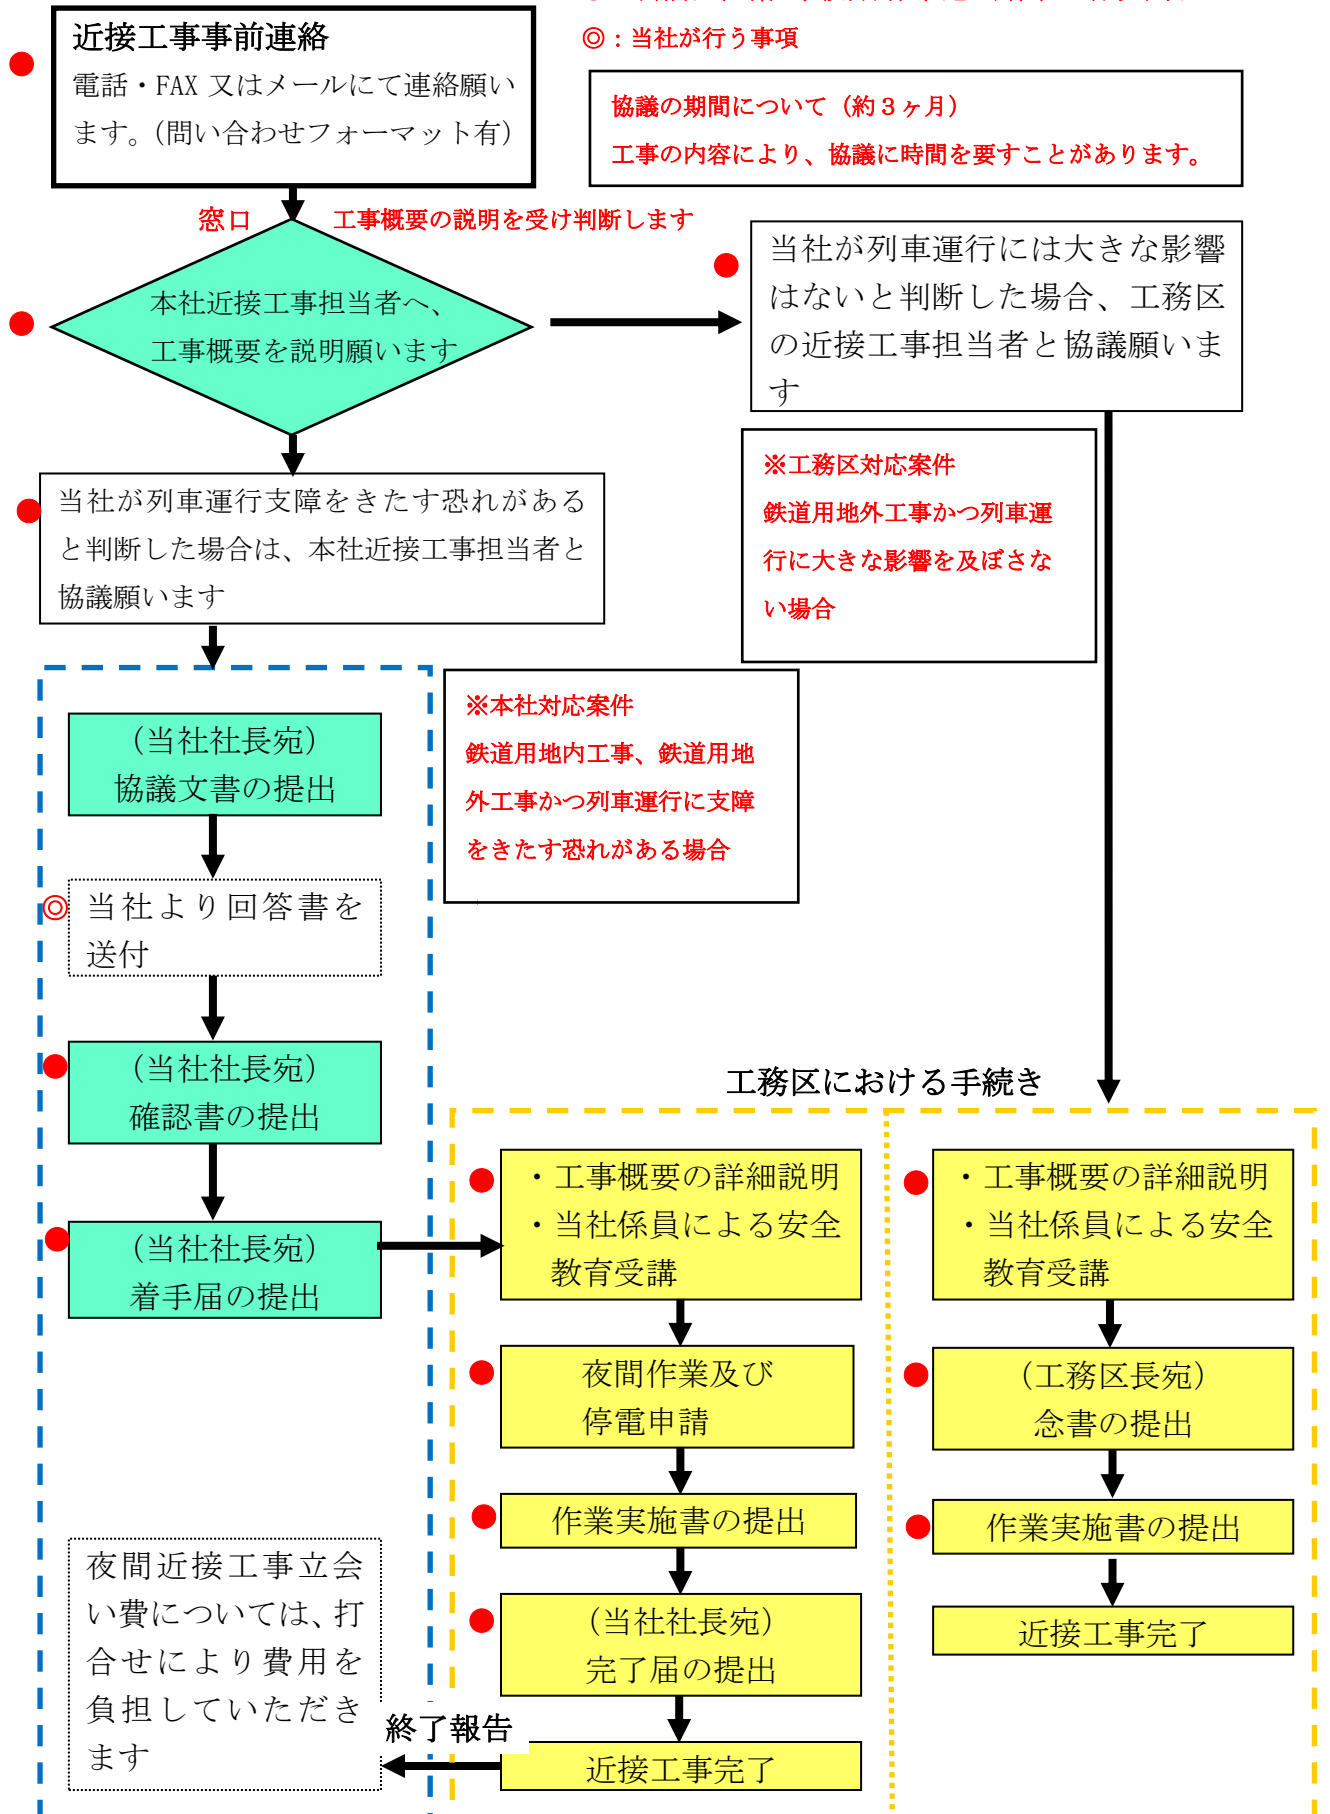 近接工事事前連絡
電話・FAX 又はメールにて連絡願い
ます。(問い合わせフォーマット有)
◎：当社が行う事項
協議の期間について（約３ヶ月）
工事の内容により、協議に時間を要すことがあります。
窓口
工事概要の説明を受け判断します
本社近接工事担当者へ、
工事概要を説明願います
当社が列車運行には大きな影響
はないと判断した場合、工務区
の近接工事担当者と協議願いま
す
当社が列車運行支障をきたす恐れがある
と判断した場合は、本社近接工事担当者と
協議願います
※工務区対応案件
鉄道用地外工事かつ列車運
行に大きな影響を及ぼさな
い場合
※本社対応案件
鉄道用地内工事、鉄道用地
外工事かつ列車運行に支障
をきたす恐れがある場合
（当社社長宛）
協議文書の提出
◎
当社より回答書を
送付
（当社社長宛）
確認書の提出
（当社社長宛）
着手届の提出
夜間近接工事立会
い費については、打
合せにより費用を
負担していただき
ます
工務区における手続き
・工事概要の詳細説明
・当社係員による安全
教育受講
夜間作業及び
停電申請
作業実施書の提出
（当社社長宛）
完了届の提出
終了報告
近接工事完了
・工事概要の詳細説明
・当社係員による安全
教育受講
（工務区長宛）
念書の提出
作業実施書の提出
近接工事完了